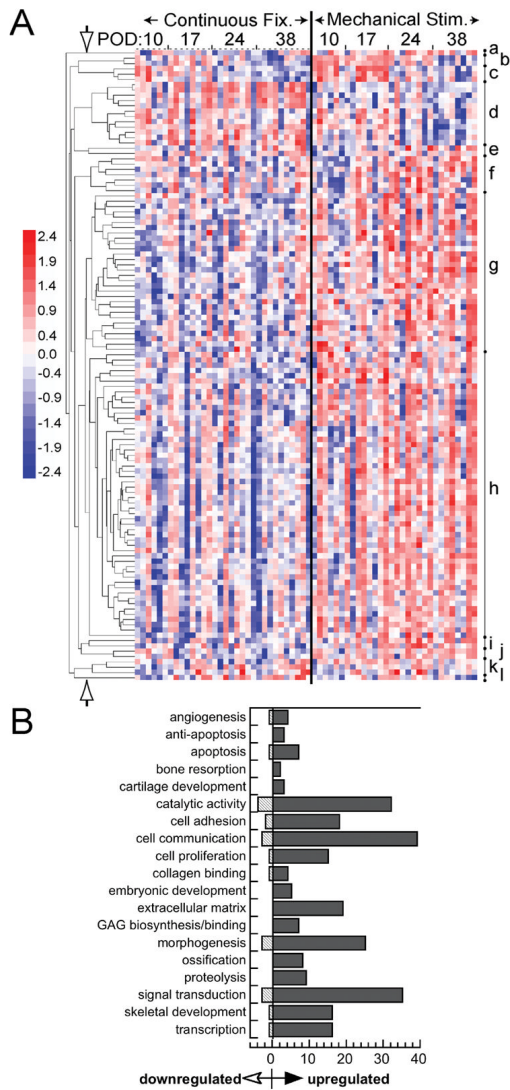 A
Continuous Fix. Mechanical Stim.
POD: 10 17 24 38 10 17 24 38
a
b
c
d
e
f
g
h
i
j
k
l
2.4
1.9
0.9
0.4
0.0
-0.4
-0.9
-1.4
-1.9
-2.4
B
angiogenesis
anti-apoptosis
apoptosis
bone resorption
cartilage development
catalytic activity
cell adhesion
cell communication
cell proliferation
collagen binding
embryonic development
extracellular matrix
GAG biosynthesis/binding
morphogenesis
ossification
proteolysis
signal transduction
skeletal development
transcription
0 10 20 30 40
downregulated upregulated